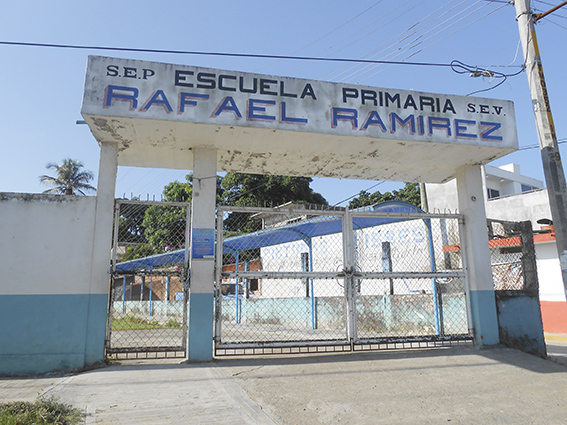 S.E.P ESCUELA PRIMARIA S.E.V.
RAFAEL RAMIREZ